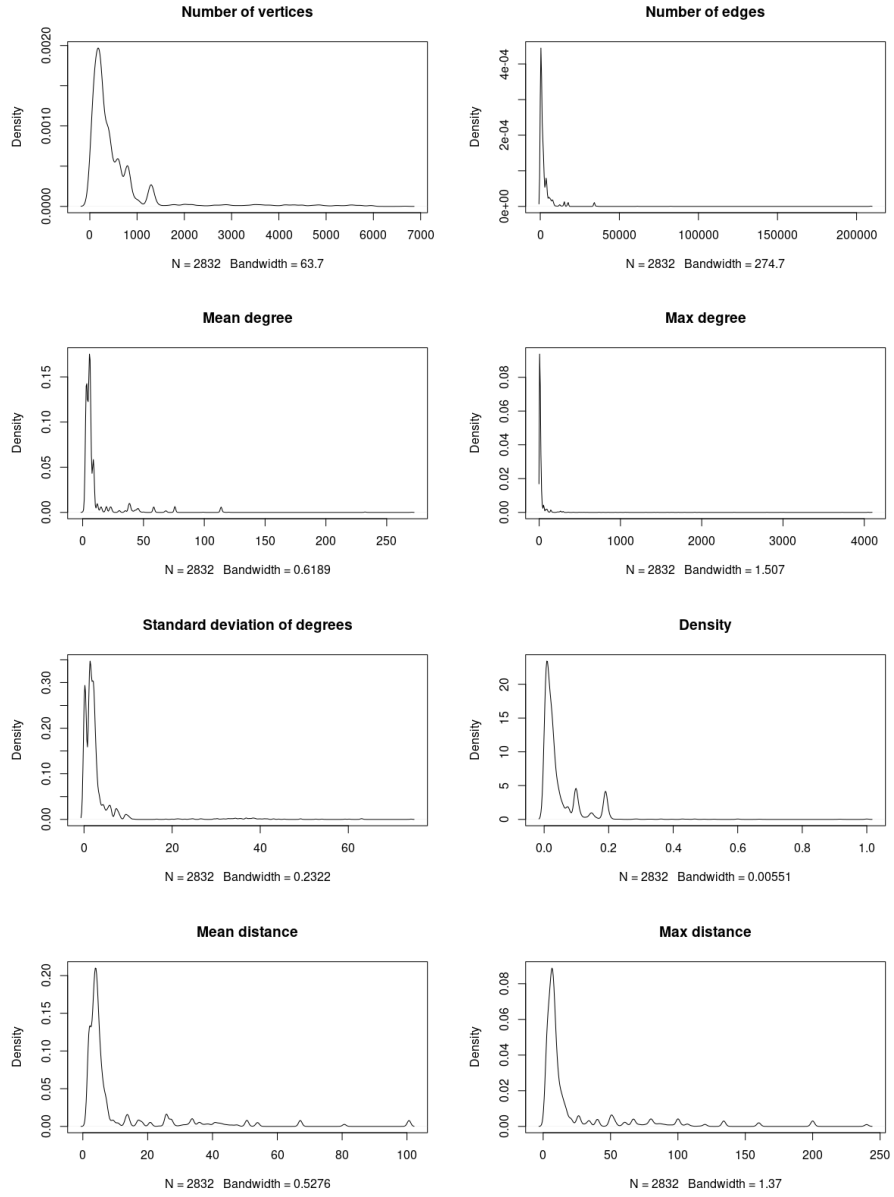 Number of vertices
Density
0.0000 0.0010 0.0020
0 1000 2000 3000 4000 5000 6000 7000
N = 2832 Bandwidth = 63.7
Number of edges
Density
0e+00 2e-04 4e-04
0 50000 100000 150000 200000
N = 2832 Bandwidth = 274.7
Mean degree
Density
0.00 0.05 0.10 0.15
0 50 100 150 200 250
N = 2832 Bandwidth = 0.6189
Max degree
Density
0.00 0.02 0.04 0.06 0.08
0 1000 2000 3000 4000
N = 2832 Bandwidth = 1.507
Standard deviation of degrees
Density
0.00 0.10 0.20 0.30
0 20 40 60
N = 2832 Bandwidth = 0.2322
Density
Density
0 5 10 15 20
0.0 0.2 0.4 0.6 0.8 1.0
N = 2832 Bandwidth = 0.00551
Mean distance
Density
0.00 0.05 0.10 0.15 0.20
0 20 40 60 80 100
N = 2832 Bandwidth = 0.5276
Max distance
Density
0.00 0.02 0.04 0.06 0.08
0 50 100 150 200 250
N = 2832 Bandwidth = 1.37